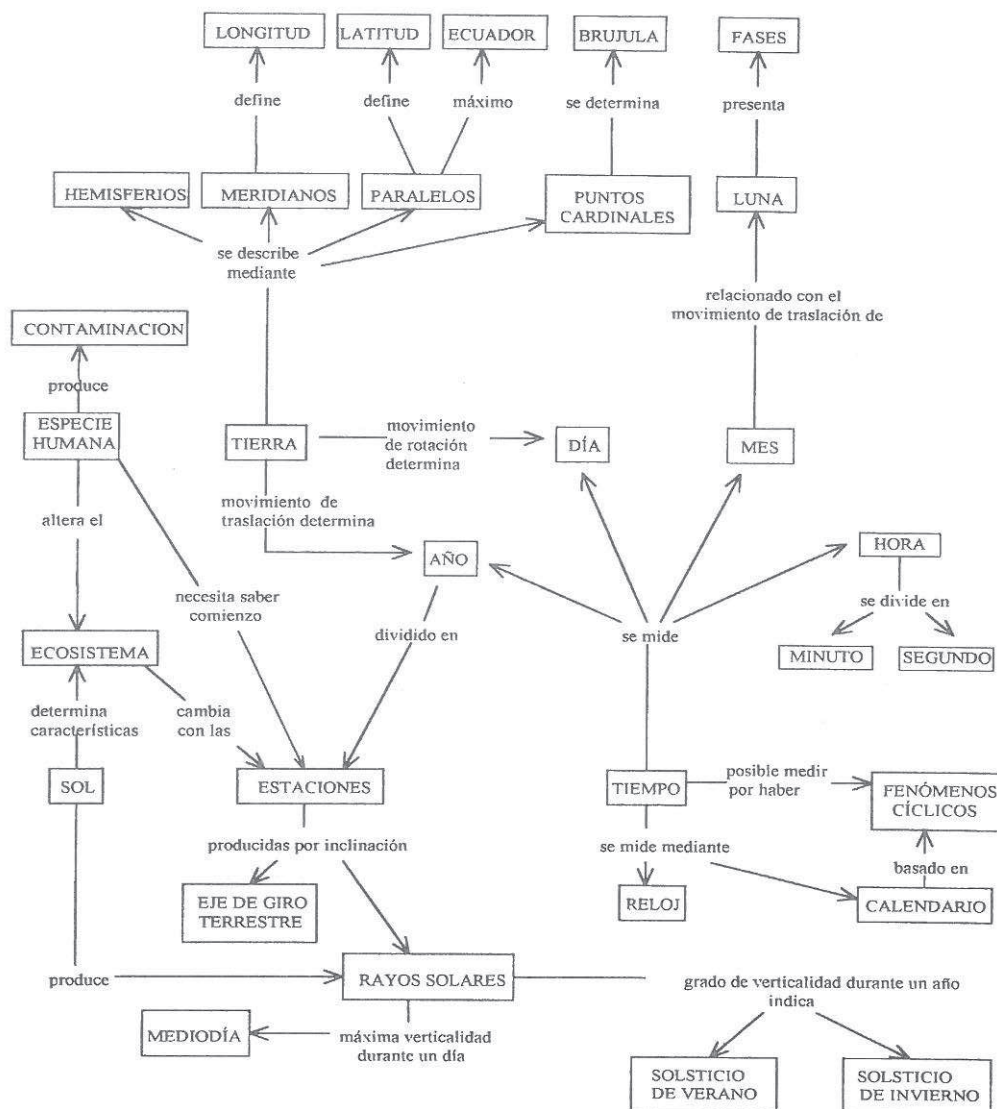 LONGITUD
LATITUD
ECUADOR
BRUJULA
FASES
define
define
máximo
se determina
presenta
HEMISFERIOS
MERIDIANOS
PARALELOS
PUNTOS
CARDINALES
LUNA
se describe
mediante
relacionado con el
movimiento de traslación de
CONTAMINACION
produce
ESPECIE
HUMANA
TIERRA
movimiento
de rotación
determina
DÍA
MES
altera el
movimiento de
traslación determina
AÑO
HORA
necesita saber
comienzo
dividido en
se mide
se divide en
MINUTO
SEGUNDO
ECOSISTEMA
determina
características
cambia
con las
SOL
ESTACIONES
TIEMPO
posible medir
por haber
FENÓMENOS
CÍCLICOS
producidas por inclinación
se mide mediante
basado en
EJE DE GIRO
TERRESTRE
RELOJ
CALENDARIO
produce
RAYOS SOLARES
grado de verticalidad durante un año
indica
MEDIODÍA
máxima verticalidad
durante un día
SOLSTICIO
DE VERANO
SOLSTICIO
DE INVIERNO